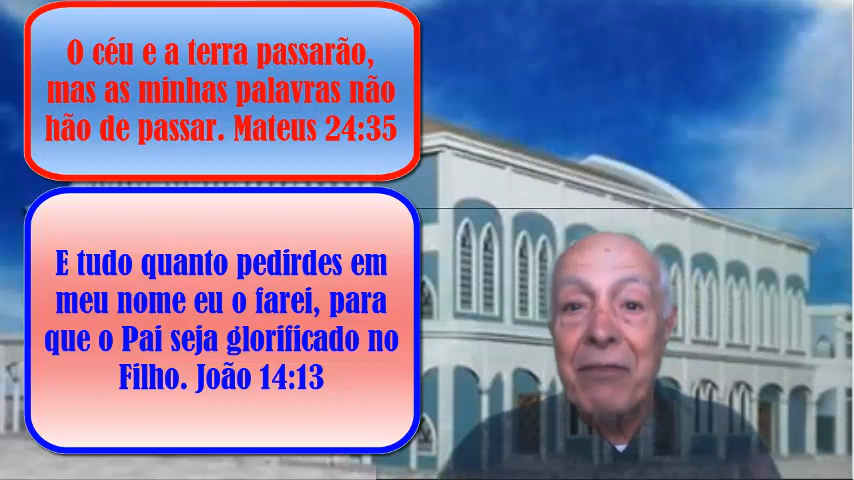 O céu e a terra passarão,
mas as minhas palavras não
hão de passar. Mateus 24:35
E tudo quanto pedirdes em
meu nome eu o farei, para
que o Pai seja glorificado no
Filho. João 14:13